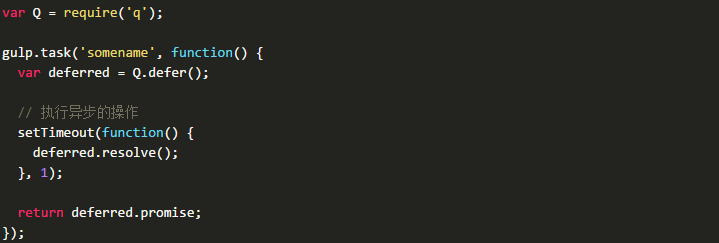 var Q = require('q');
gulp.task('somename', function() {
var deferred = Q.defer();
// 执行异步的操作
setTimeout(function() {
deferred.resolve();
}, 1);
return deferred.promise;
});